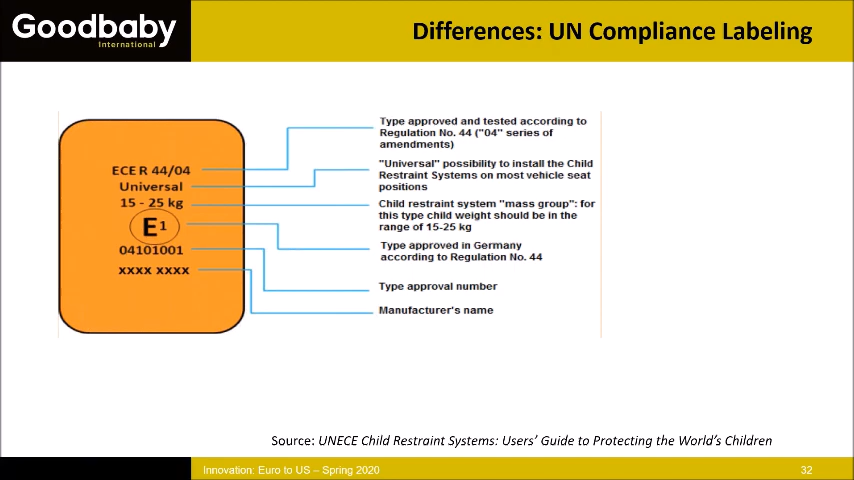 Goodbaby
International
Differences: UN Compliance Labeling
ECE R 44/04
Universal
15 - 25 kg
E1
04101001
xxxx xxxx
Type approved and tested according to
Regulation No. 44 ("04" series of
amendments)
"Universal" possibility to install the Child
Restraint Systems on most vehicle seat
positions
Child restraint system "mass group": for
this type child weight should be in the
range of 15-25 kg
Type approved in Germany
according to Regulation No. 44
Type approval number
Manufacturer's name
Source: UNECE Child Restraint Systems: Users' Guide to Protecting the World's Children
Innovation: Euro to US – Spring 2020
32